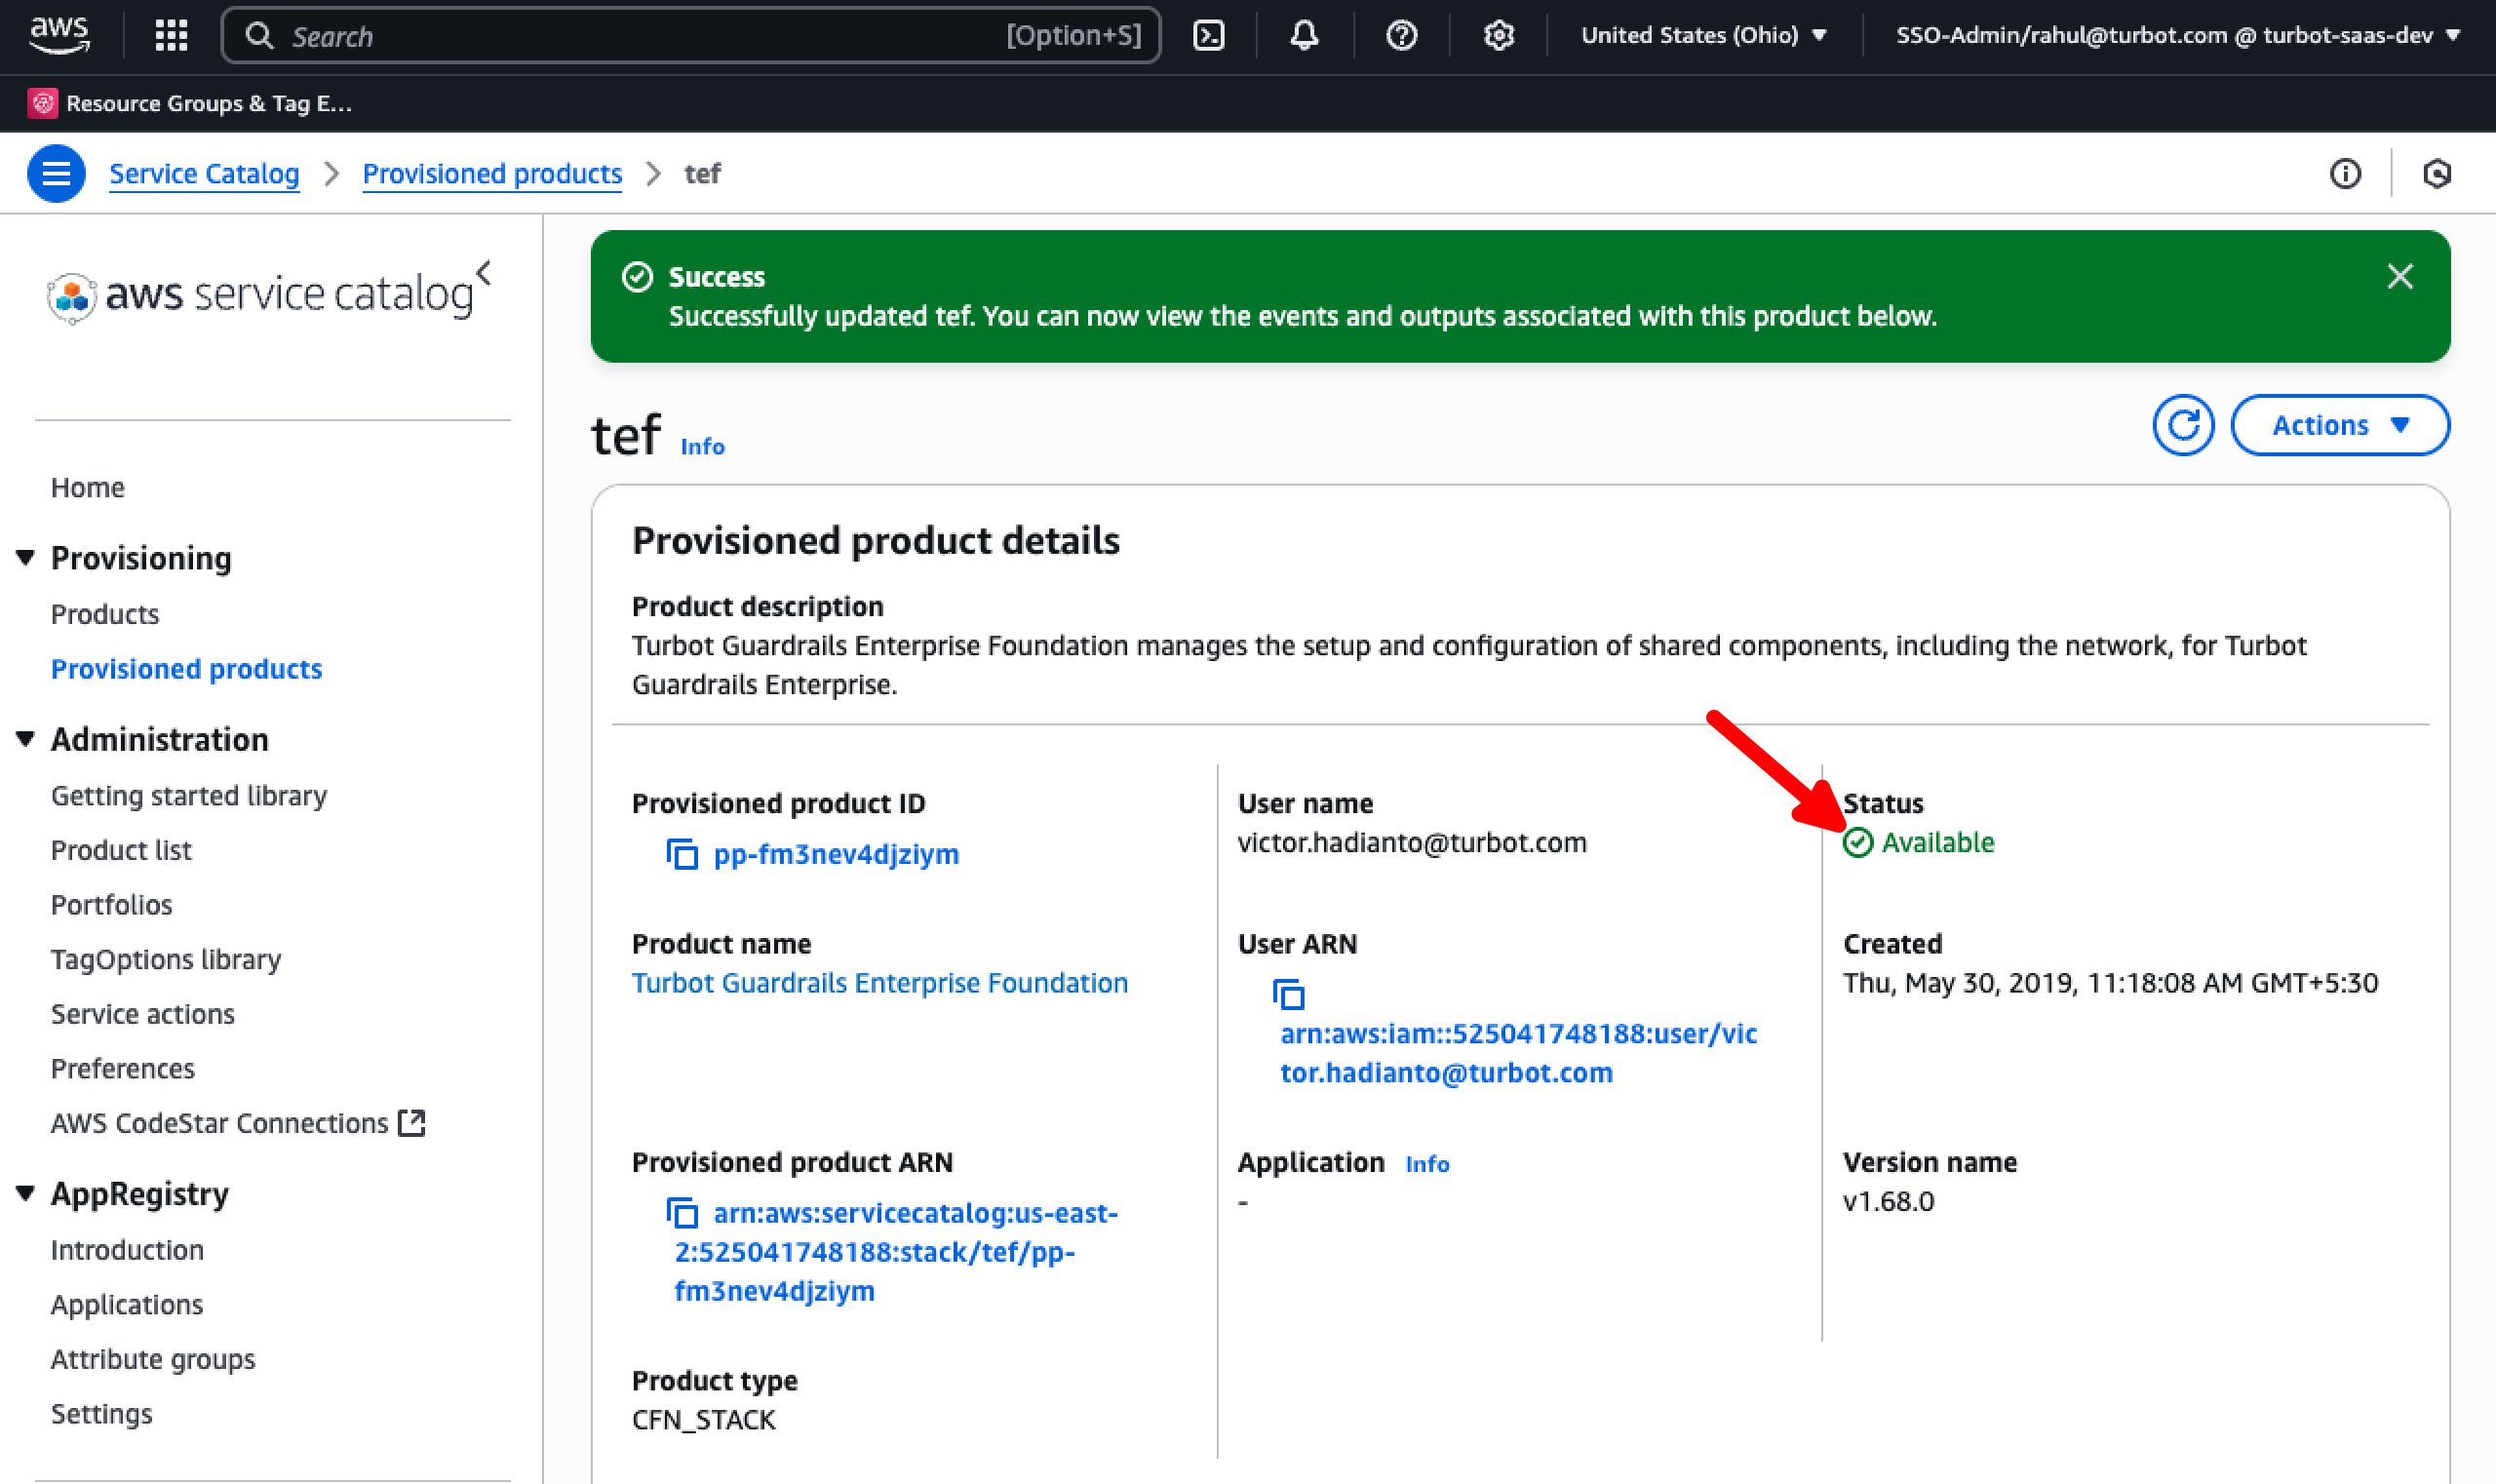 aws
Search
[Option+S]
United States (Ohio)
SSO-Admin/rahul@turbot.com @ turbot-saas-dev
Resource Groups & Tag E...
Service Catalog
Provisioned products
tef
aws service catalog
Home
Provisioning
Products
Provisioned products
Administration
Getting started library
Product list
Portfolios
TagOptions library
Service actions
Preferences
AWS CodeStar Connections
AppRegistry
Introduction
Applications
Attribute groups
Settings
Success
Successfully updated tef. You can now view the events and outputs associated with this product below.
tef Info
Actions
Provisioned product details
Product description
Turbot Guardrails Enterprise Foundation manages the setup and configuration of shared components, including the network, for Turbot
Guardrails Enterprise.
Provisioned product ID
pp-fm3nev4djziym
User name
victor.hadianto@turbot.com
Status
Available
Product name
Turbot Guardrails Enterprise Foundation
User ARN
arn:aws:iam::525041748188:user/vic
tor.hadianto@turbot.com
Created
Thu, May 30, 2019, 11:18:08 AM GMT+5:30
Provisioned product ARN
arn:aws:servicecatalog:us-east-
2:525041748188:stack/tef/pp-
fm3nev4djziym
Application Info
-
Version name
v1.68.0
Product type
CFN_STACK